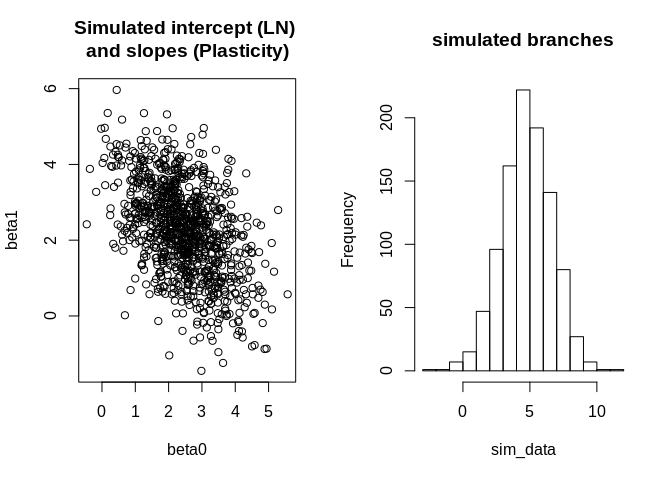 Simulated intercept (LN)
and slopes (Plasticity)
beta1
0 2 4 6
0 1 2 3 4 5
beta0
simulated branches
Frequency
0 50 100 150 200
0 5 10
sim_data